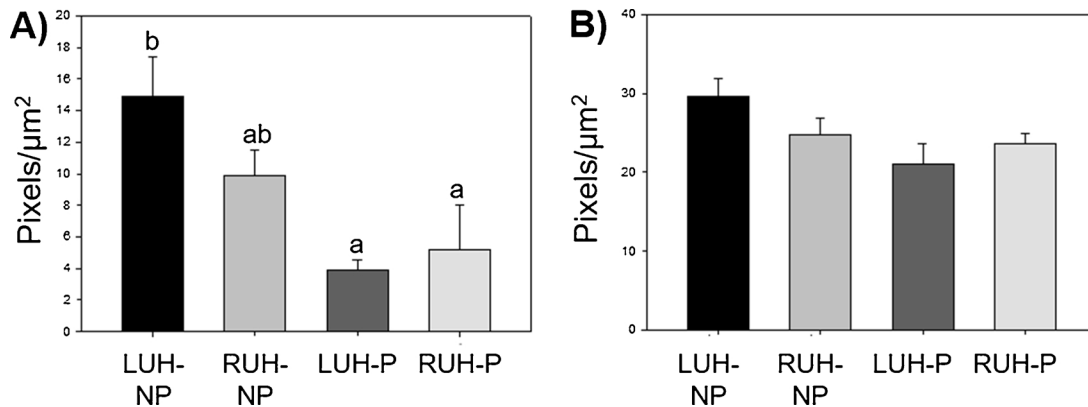 A)
Pixels/µm²
20
18
16
14
12
10
8
6
4
2
0
b
ab
a
a
LUH-
NP
RUH-
NP
LUH-P
RUH-P
B)
Pixels/µm²
40
30
20
10
0
LUH-
NP
RUH-
NP
LUH-P
RUH-P